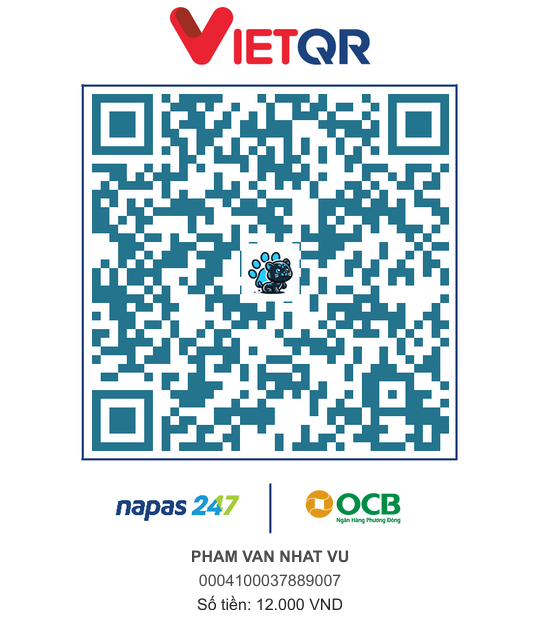 VIETQR
napas 247
OCB
Ngân Hàng Phương Đông
PHAM VAN NHAT VU
0004100037889007
Số tiền: 12.000 VND